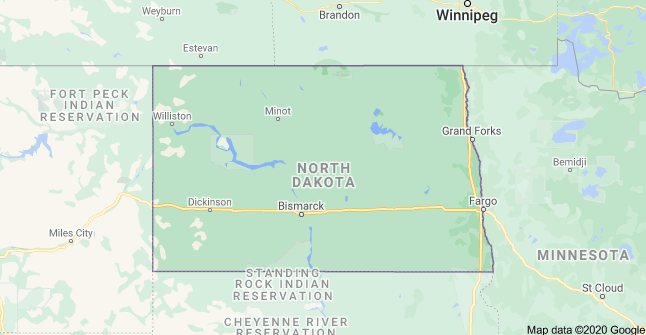 Weyburn
Brandon
Winnipeg
Estevan
FORT PECK
INDIAN
RESERVATION
Williston
Minot
Grand Forks
Bemidji
NORTH
DAKOTA
Dickinson
Bismarck
Fargo
Miles City
MINNESOTA
STANDING
ROCK INDIAN
RESERVATION
St Cloud
CHEYENNE RIVER
RESERVATION
Map data ©2020 Google